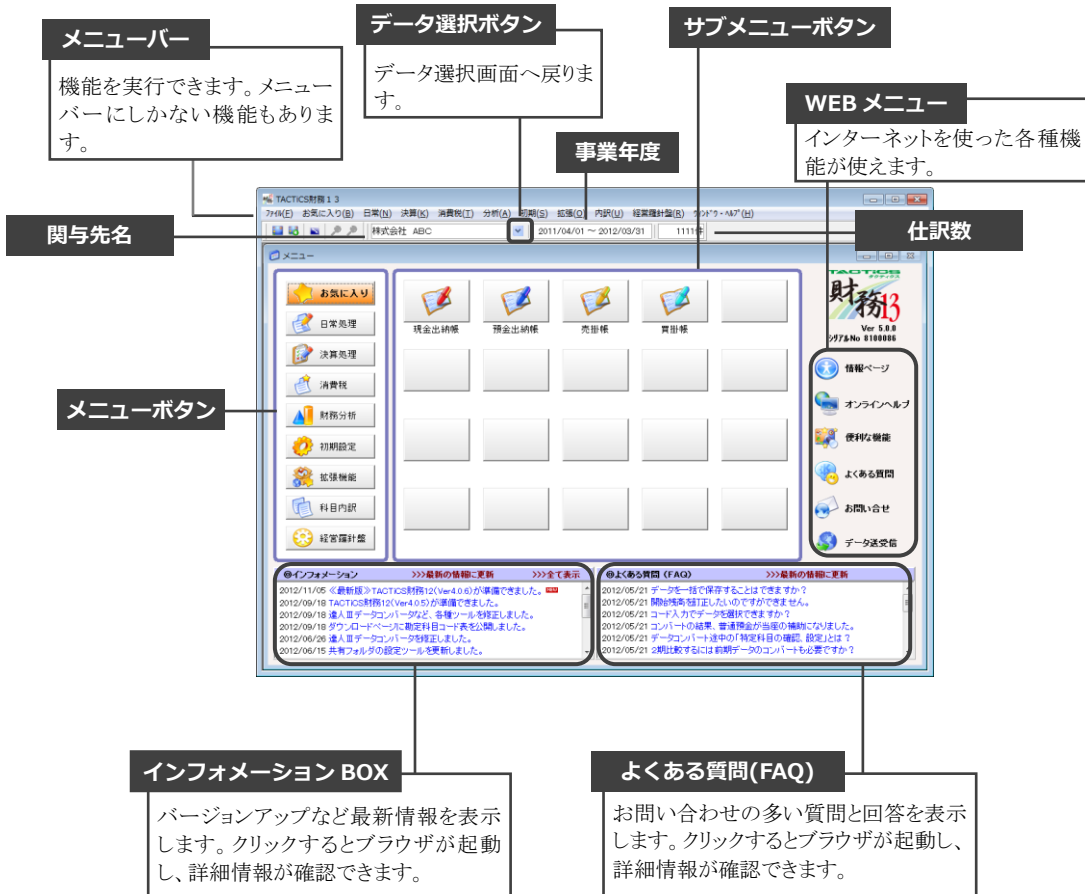 メニューバー
機能を実行できます。メニュー
バーにしかない機能もありま
す。
データ選択ボタン
データ選択画面へ戻りま
す。
サブメニューボタン
WEB メニュー
インターネットを使った各種機
能が使えます。
事業年度
関与先名
仕訳数
メニューボタン
TACTiCS財務13
ファイル(F) お気に入り(B) 日常(N) 決算(K) 消費税(T) 分析(A) 初期(S) 拡張(O) 内訳(U) 経営羅針盤(R) ウィンドウ・ヘルプ(H)
株式会社 ABC
2011/04/01 ～ 2012/03/31
1111件
メニュー
お気に入り
日常処理
決算処理
消費税
財務分析
初期設定
拡張機能
科目内訳
経営羅針盤
現金出納帳
預金出納帳
売掛帳
買掛帳
TACTiCS
タクティクス
財務13
Ver 5.0.0
シリアルNo 8100086
情報ページ
オンラインヘルプ
便利な機能
よくある質問
お問い合せ
データ送受信
@インフォメーション >>>最新の情報に更新 >>>全て表示
2012/11/05 ≪最新版≫TACTiCS財務12(Ver4.0.6)が準備できました。
2012/09/18 TACTiCS財務12(Ver4.0.5)が準備できました。
2012/09/18 達人Ⅲデータコンバータなど、各種ツールを修正しました。
2012/09/18 ダウンロードページに勘定科目コード表を公開しました。
2012/06/26 達人Ⅲデータコンバータを修正しました。
2012/06/15 共有フォルダの設定ツールを更新しました。
@よくある質問 (FAQ) >>>最新の情報に更新
2012/05/21 データを一括で保存することはできますか？
2012/05/21 開始残高を訂正したいのですができません。
2012/05/21 コード入力でデータを選択できますか？
2012/05/21 コンバートの結果、普通預金が当座の補助になりました。
2012/05/21 データコンバート途中の「特定科目の確認、設定」とは？
2012/05/21 2期比較するには前期データのコンバートも必要ですか？
インフォメーション BOX
バージョンアップなど最新情報を表示
します。クリックするとブラウザが起動
し、詳細情報が確認できます。
よくある質問(FAQ)
お問い合わせの多い質問と回答を表示
します。クリックするとブラウザが起動し、
詳細情報が確認できます。